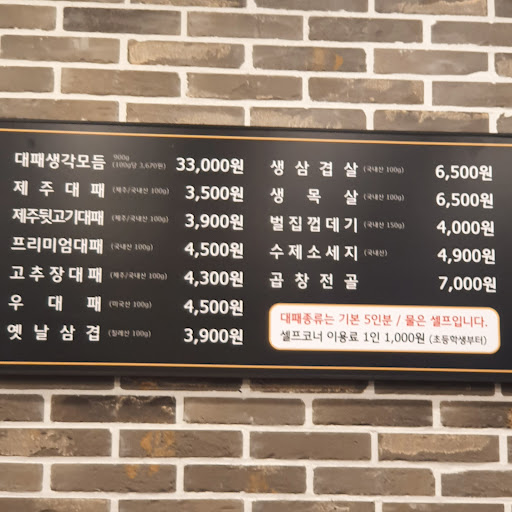 대패생각모듬 900g (100g당 3,670원) 33,000원
제주대패 (제주/국내산 100g) 3,500원
제주뒷고기대패 (제주/국내산 100g) 3,900원
프리미엄대패 (국내산 100g) 4,500원
고추장대패 (제주/국내산 100g) 4,300원
우대패 (미국산 100g) 4,500원
옛날삼겹 (칠레산 100g) 3,900원
생삼겹살 (국내산 100g) 6,500원
생목살 (국내산 100g) 6,500원
벌집껍데기 (국내산 150g) 4,000원
수제소세지 (국내산) 4,900원
곱창전골 7,000원
대패종류는 기본 5인분 / 물은 셀프입니다.
셀프코너 이용료 1인 1,000원 (초등학생부터)